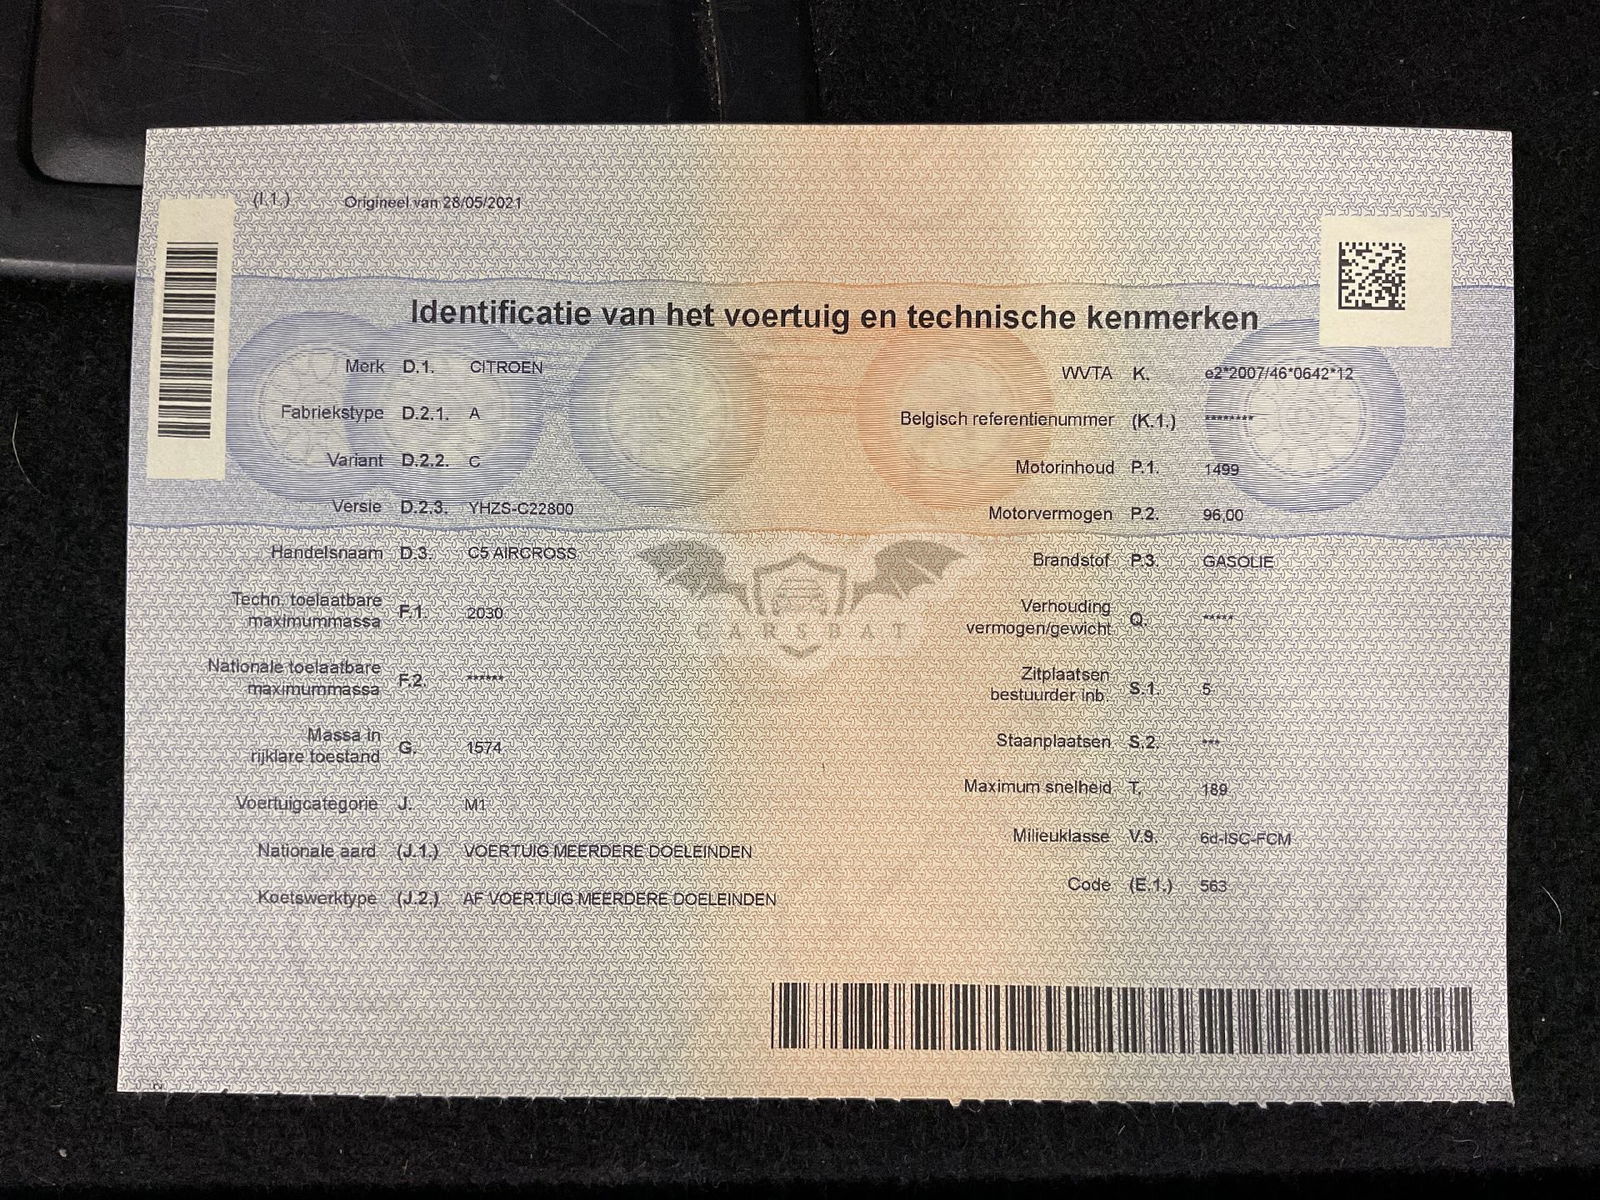 (I.1.) Origineel van 28/05/2021
Identificatie van het voertuig en technische kenmerken
Merk D.1. CITROEN
Fabriekstype D.2.1. A
Variant D.2.2. C
Versie D.2.3. YHZS-C22800
Handelsnaam D.3. C5 AIRCROSS
Techn. toelaatbare
maximummassa F.1. 2030
Nationale toelaatbare
maximummassa F.2. ******
Massa in
rijklare toestand G. 1574
Voertuigcategorie J. M1
Nationale aard (J.1.) VOERTUIG MEERDERE DOELEINDEN
Koetswerktype (J.2.) AF VOERTUIG MEERDERE DOELEINDEN
WVTA K. e2*2007/46*0642*12
Belgisch referentienummer (K.1.) ********
Motorinhoud P.1. 1499
Motorvermogen P.2. 96,00
Brandstof P.3. GASOLIE
Verhouding
vermogen/gewicht Q. *****
Zitplaatsen
bestuurder inb. S.1. 5
Staanplaatsen S.2. ***
Maximum snelheid T. 189
Milieuklasse V.9. 6d-ISC-FCM
Code (E.1.) 563
CARSBAT